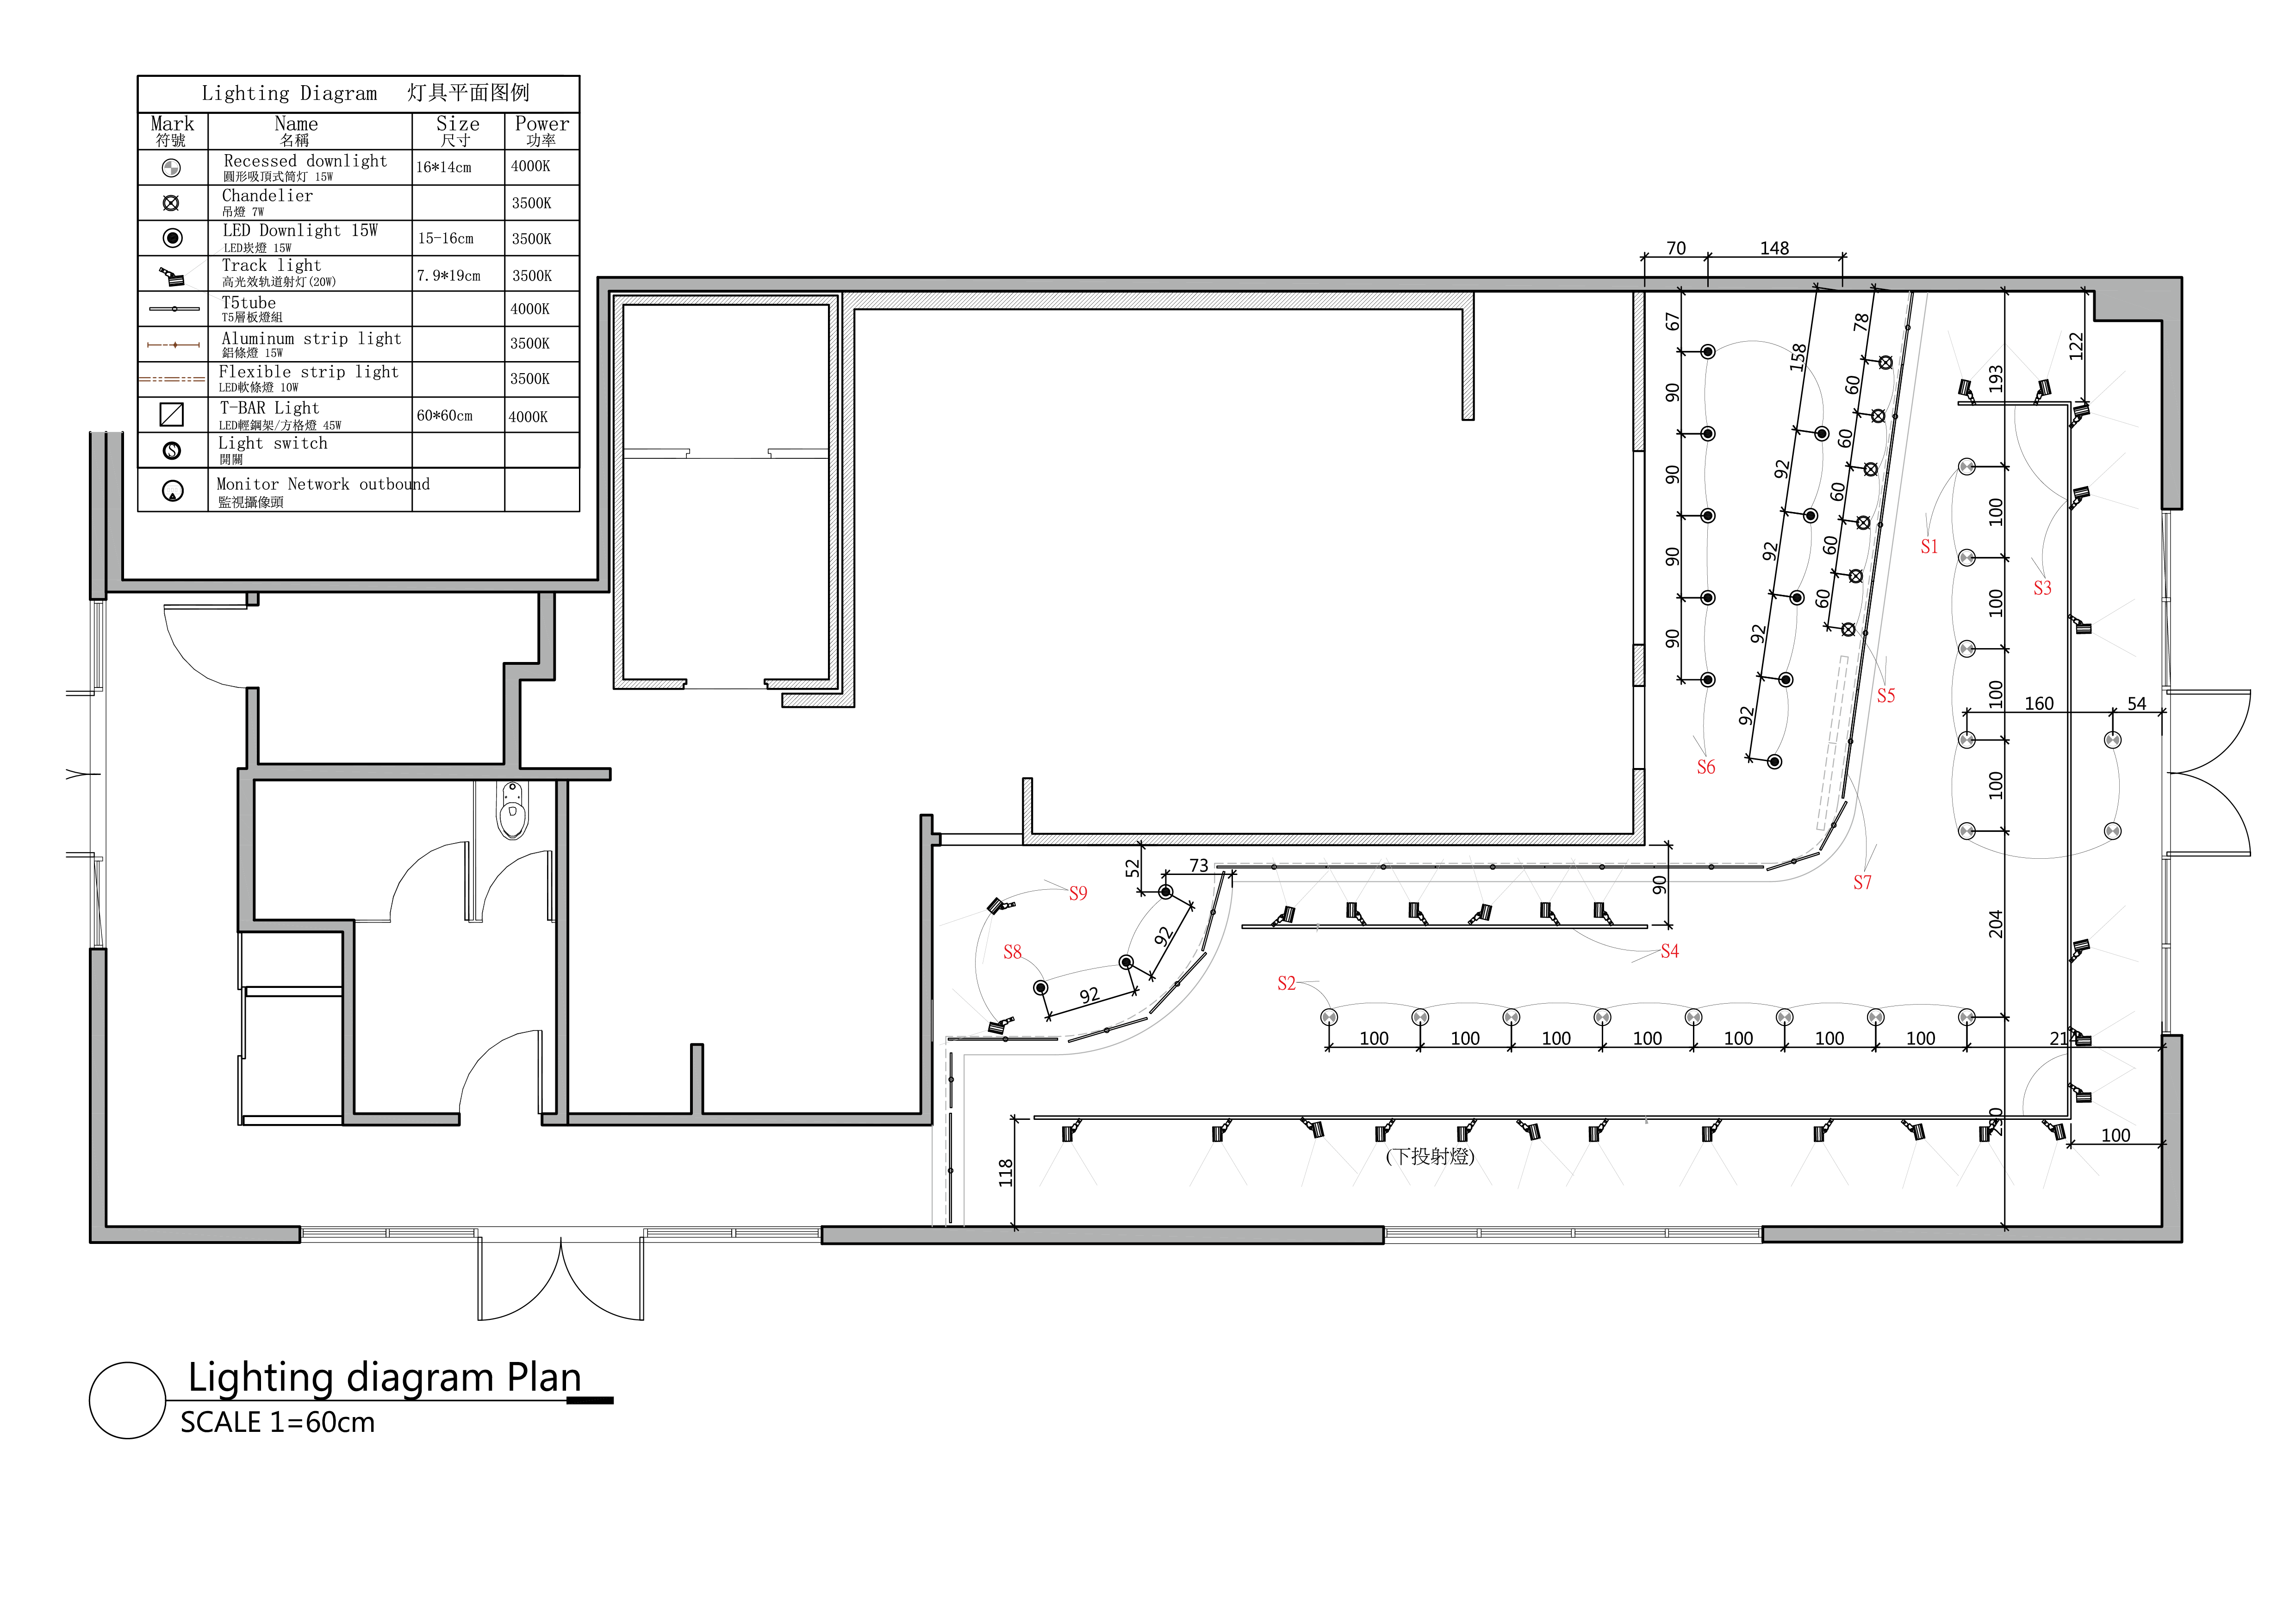 Lighting Diagram 灯具平面图例
Mark Name Size Power
符號 名稱 尺寸 功率
Recessed downlight 16*14cm 4000K
圓形吸頂式筒灯 15W
Chandelier 3500K
吊燈 7W
LED Downlight 15W 15-16cm 3500K
LED崁燈 15W
Track light 7.9*19cm 3500K
高光效轨道射灯(20W)
T5tube 4000K
T5層板燈組
Aluminum strip light 3500K
鋁條燈 15W
Flexible strip light 3500K
LED軟條燈 10W
T-BAR Light 60*60cm 4000K
LED輕鋼架/方格燈 45W
S Light switch
開關
Monitor Network outbound
監視攝像頭
70 148
67
90
90
90
90
158
92
92
92
92
78
60
60
60
60
60
193
122
100
100
100
100
204
230
S1
S3
S5
S6
S7
160 54
52
73
90
92
92
S9
S8
S4
S2
100 100 100 100 100 100 100 214
118
100
(下投射燈)
Lighting diagram Plan
SCALE 1=60cm